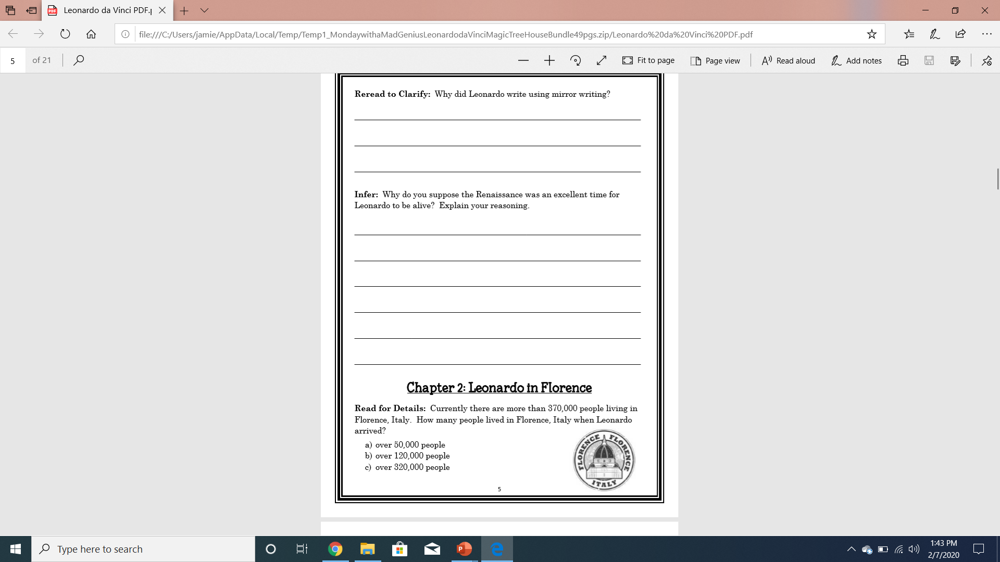 Leonardo da Vinci PDF.p
file:///C:/Users/jamie/AppData/Local/Temp/Temp1_MondaywithaMadGeniusLeonardodaVinciMagicTreeHouseBundle49pgs.zip/Leonardo%20da%20Vinci%20PDF.pdf
5 of 21 Fit to page Page view Read aloud Add notes
Reread to Clarify: Why did Leonardo write using mirror writing?
Infer: Why do you suppose the Renaissance was an excellent time for
Leonardo to be alive? Explain your reasoning.
Chapter 2: Leonardo in Florence
Read for Details: Currently there are more than 370,000 people living in
Florence, Italy. How many people lived in Florence, Italy when Leonardo
arrived?
a) over 50,000 people
b) over 120,000 people
c) over 320,000 people
FLORENCE FLORENCE
ITALY
5
Type here to search
1:43 PM
2/7/2020